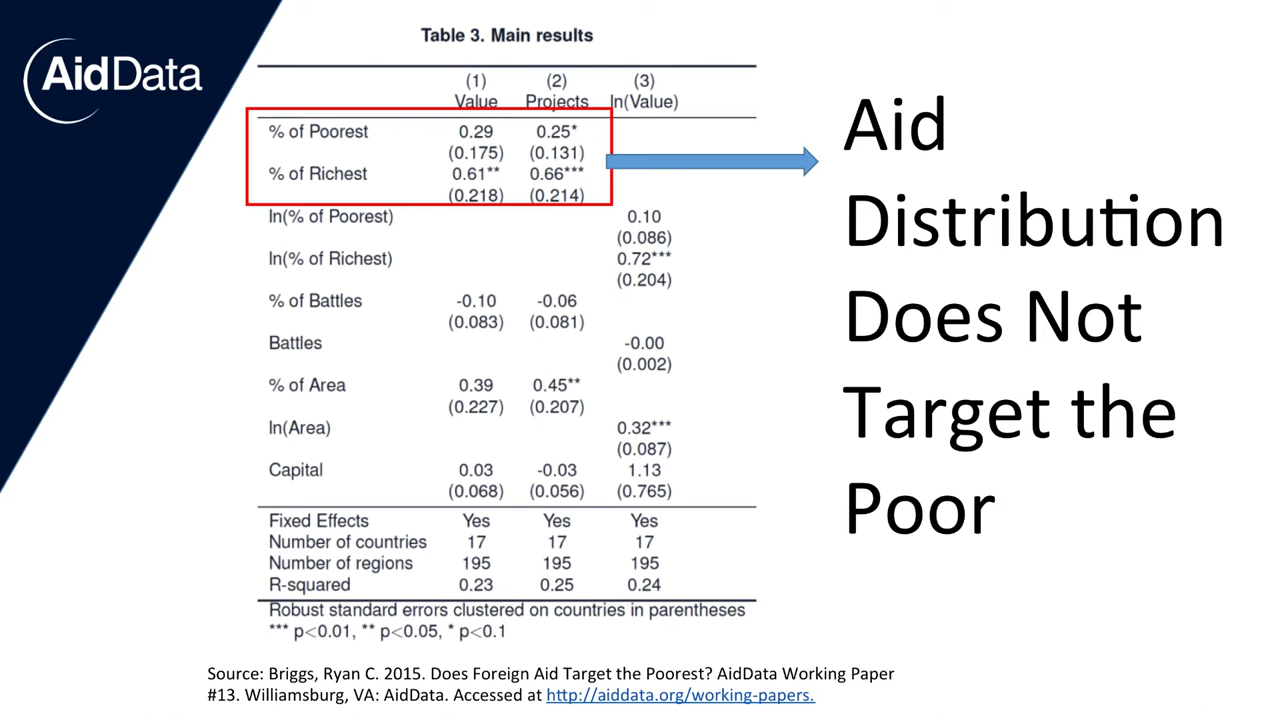 AidData
Table 3. Main results
(1) (2) (3)
Value Projects ln(Value)
% of Poorest 0.29 0.25*
(0.175) (0.131)
% of Richest 0.61** 0.66***
(0.218) (0.214)
ln(% of Poorest) 0.10
(0.086)
ln(% of Richest) 0.72***
(0.204)
% of Battles -0.10 -0.06
(0.083) (0.081)
Battles -0.00
(0.002)
% of Area 0.39 0.45**
(0.227) (0.207)
ln(Area) 0.32***
(0.087)
Capital 0.03 -0.03 1.13
(0.068) (0.056) (0.765)
Fixed Effects Yes Yes Yes
Number of countries 17 17 17
Number of regions 195 195 195
R-squared 0.23 0.25 0.24
Robust standard errors clustered on countries in parentheses
*** p<0.01, ** p<0.05, * p<0.1
Aid
Distribution
Does Not
Target the
Poor
Source: Briggs, Ryan C. 2015. Does Foreign Aid Target the Poorest? AidData Working Paper
#13. Williamsburg, VA: AidData. Accessed at http://aiddata.org/working-papers.